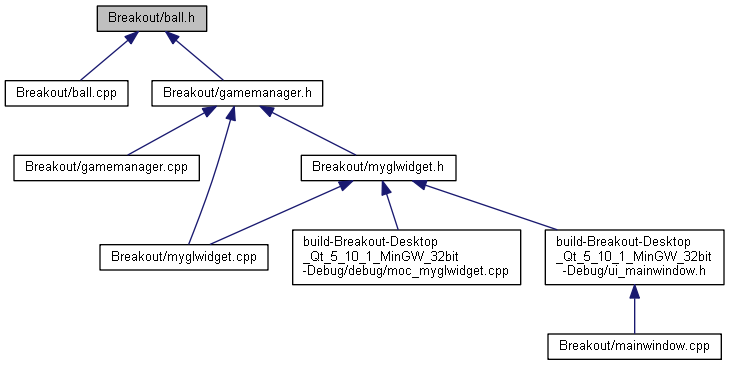 Breakout/ball.h
Breakout/ball.cpp
Breakout/gamemanager.h
Breakout/gamemanager.cpp
Breakout/myglwidget.h
Breakout/myglwidget.cpp
build-Breakout-Desktop
_Qt_5_10_1_MinGW_32bit
-Debug/debug/moc_myglwidget.cpp
build-Breakout-Desktop
_Qt_5_10_1_MinGW_32bit
-Debug/ui_mainwindow.h
Breakout/mainwindow.cpp